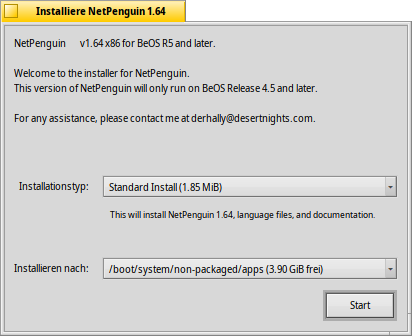 Installiere NetPenguin 1.64
NetPenguin v1.64 x86 for BeOS R5 and later.
Welcome to the installer for NetPenguin.
This version of NetPenguin will only run on BeOS Release 4.5 and later.
For any assistance, please contact me at derhally@desertnights.com.
Installationstyp: Standard Install (1.85 MiB)
This will install NetPenguin 1.64, language files, and documentation.
Installieren nach: /boot/system/non-packaged/apps (3.90 GiB frei)
Start